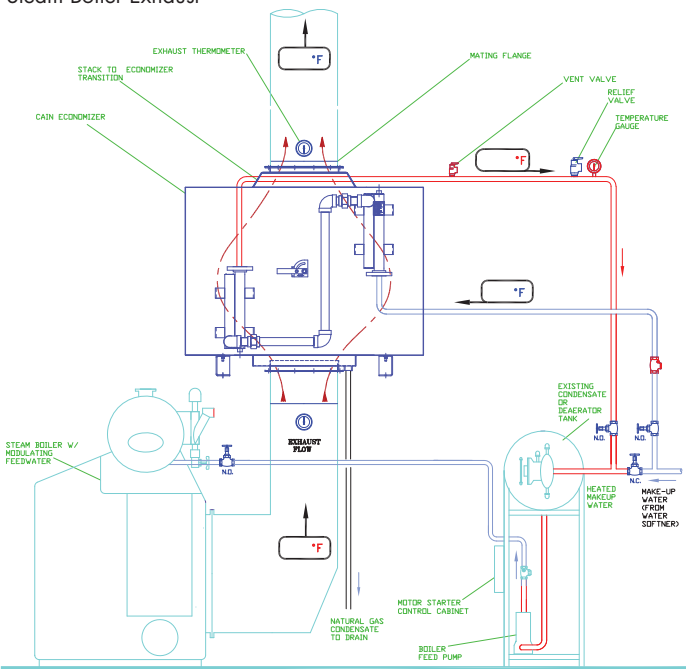 Steam Boiler Exhaust
°F
EXHAUST THERMOMETER
MATING FLANGE
STACK TO ECONOMIZER
TRANSITION
VENT VALVE
RELIEF
VALVE
TEMPERATURE
GAUGE
CAIN ECONOMIZER
°F
°F
EXISTING
CONDENSATE
OR
DEAERATOR
TANK
EXHAUST
FLOW
N.O.
N.O.
STEAM BOILER W/
MODULATING
FEEDWATER
N.O.
N.C.
HEATED
MAKEUP
WATER
MAKE-UP
WATER
(FROM
WATER
SOFTNER)
°F
NATURAL GAS
CONDENSATE
TO DRAIN
MOTOR STARTER
CONTROL CABINET
BOILER
FEED PUMP